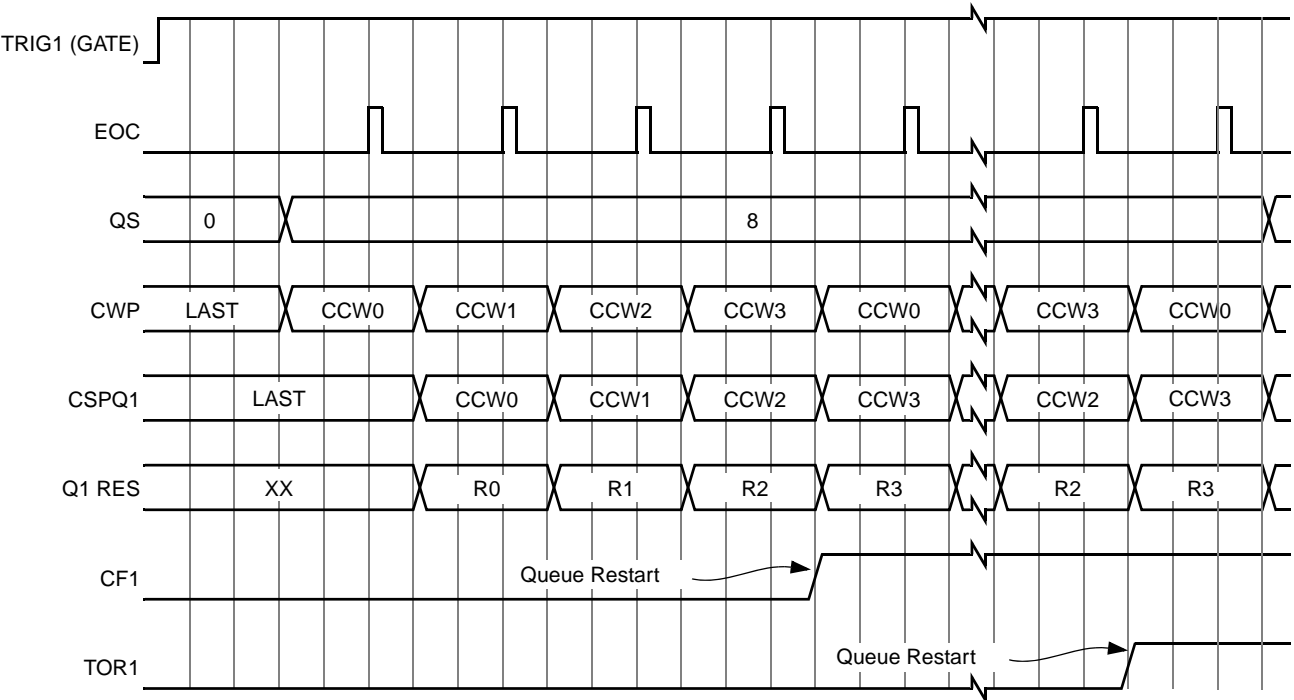 TRIG1 (GATE)
EOC
QS 0 8
CWP LAST CCW0 CCW1 CCW2 CCW3 CCW0 CCW3 CCW0
CSPQ1 LAST CCW0 CCW1 CCW2 CCW3 CCW2 CCW3
Q1 RES XX R0 R1 R2 R3 R2 R3
CF1 Queue Restart
TOR1 Queue Restart